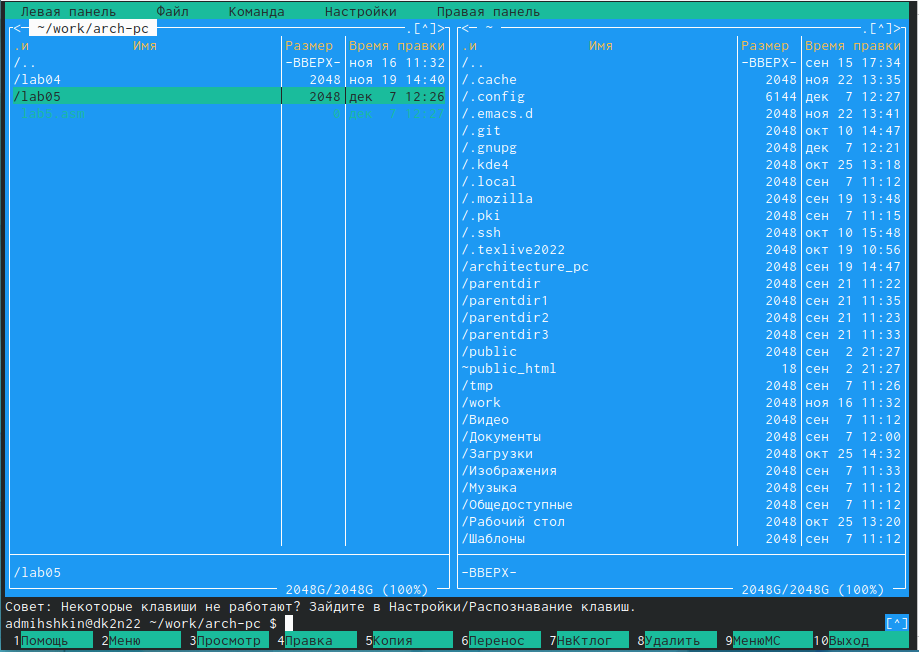 Левая панель Файл Команда Настройки Правая панель
<─ ~/work/arch-pc ─.[^]>
.и Имя Размер Время правки
/.. -ВВЕРХ- ноя 16 11:32
/lab04 2048 ноя 19 14:40
/lab05 2048 дек 7 12:26
lab5.asm 0 дек 7 12:27
/lab05
2048G/2048G (100%)
<─ ~ ─.[^]>
.и Имя Размер Время правки
/.. -ВВЕРХ- сен 15 17:34
/.cache 2048 ноя 22 13:35
/.config 6144 дек 7 12:27
/.emacs.d 2048 ноя 22 13:41
/.git 2048 окт 10 14:47
/.gnupg 2048 дек 7 12:21
/.kde4 2048 окт 25 13:18
/.local 2048 сен 7 11:12
/.mozilla 2048 сен 19 13:48
/.pki 2048 сен 7 11:15
/.ssh 2048 окт 10 15:48
/.texlive2022 2048 окт 19 10:56
/architecture_pc 2048 сен 19 14:47
/parentdir 2048 сен 21 11:22
/parentdir1 2048 сен 21 11:35
/parentdir2 2048 сен 21 11:23
/parentdir3 2048 сен 21 11:33
/public 2048 сен 2 21:27
~public_html 18 сен 2 21:27
/tmp 2048 сен 7 11:26
/work 2048 ноя 16 11:32
/Видео 2048 сен 7 11:12
/Документы 2048 сен 7 12:00
/Загрузки 2048 окт 25 14:32
/Изображения 2048 сен 7 11:33
/Музыка 2048 сен 7 11:12
/Общедоступные 2048 сен 7 11:12
/Рабочий стол 2048 окт 25 13:20
/Шаблоны 2048 сен 7 11:12
-ВВЕРХ-
2048G/2048G (100%)
Совет: Некоторые клавиши не работают? Зайдите в Настройки/Распознавание клавиш.
admihshkin@dk2n22 ~/work/arch-pc $ [^]
1Помощь 2Меню 3Просмотр 4Правка 5Копия 6Перенос 7НвКтлог 8Удалить 9МенюМС 10Выход